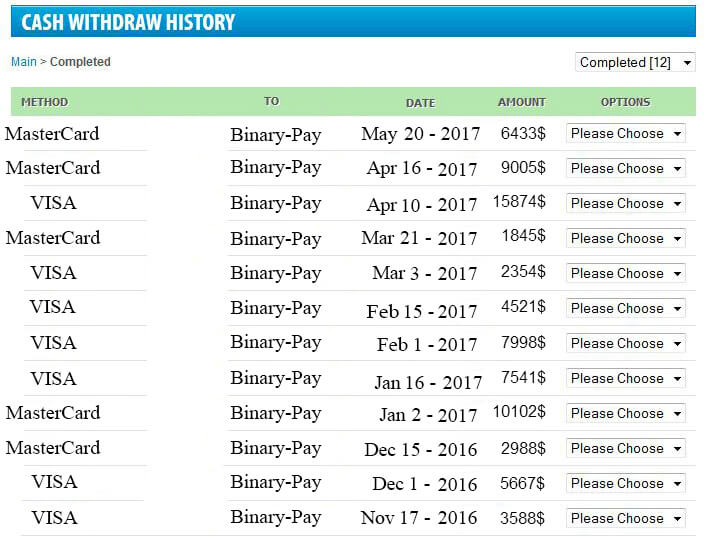 CASH WITHDRAW HISTORY
Main > Completed Completed [12]
METHOD TO DATE AMOUNT OPTIONS
MasterCard Binary-Pay May 20 - 2017 6433$ Please Choose
MasterCard Binary-Pay Apr 16 - 2017 9005$ Please Choose
VISA Binary-Pay Apr 10 - 2017 15874$ Please Choose
MasterCard Binary-Pay Mar 21 - 2017 1845$ Please Choose
VISA Binary-Pay Mar 3 - 2017 2354$ Please Choose
VISA Binary-Pay Feb 15 - 2017 4521$ Please Choose
VISA Binary-Pay Feb 1 - 2017 7998$ Please Choose
VISA Binary-Pay Jan 16 - 2017 7541$ Please Choose
MasterCard Binary-Pay Jan 2 - 2017 10102$ Please Choose
MasterCard Binary-Pay Dec 15 - 2016 2988$ Please Choose
VISA Binary-Pay Dec 1 - 2016 5667$ Please Choose
VISA Binary-Pay Nov 17 - 2016 3588$ Please Choose